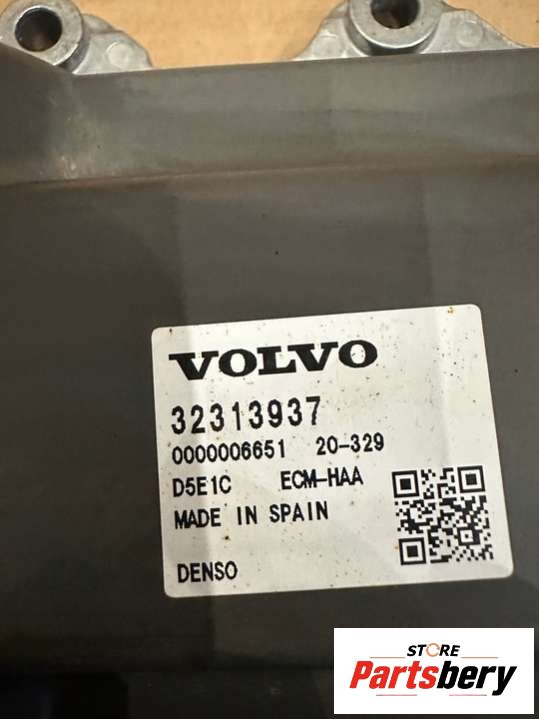 VOLVO
32313937
0000006651 20-329
D5E1C ECM-HAA
MADE IN SPAIN
DENSO
STORE
Partsbery